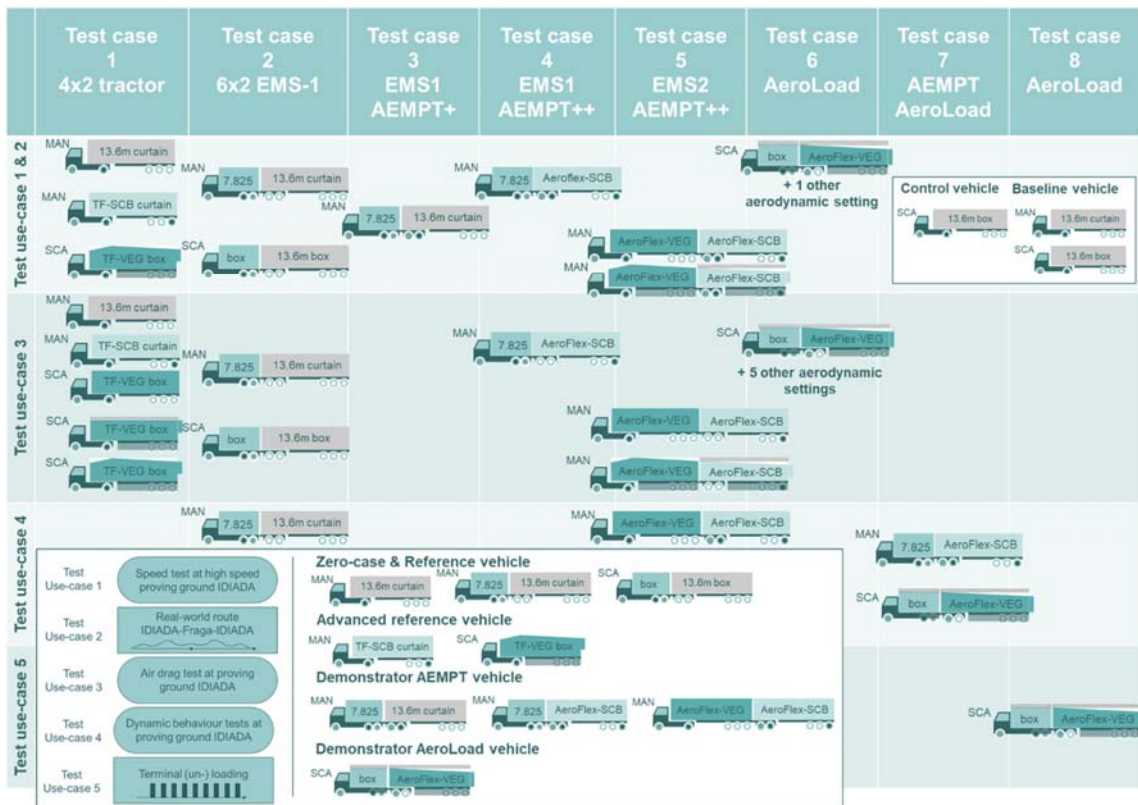 Test case
1
4x2 tractor
Test case
2
6x2 EMS-1
Test case
3
EMS1
AEMPT+
Test case
4
EMS1
AEMPT++
Test case
5
EMS2
AEMPT++
Test case
6
AeroLoad
Test case
7
AEMPT
AeroLoad
Test case
8
AeroLoad
Test use-case 1 & 2
MAN
13.6m curtain
MAN
TF-SCB curtain
SCA
TF-VEG box
MAN
7.825
13.6m curtain
SCA
box
13.6m box
MAN
7.825
13.6m curtain
MAN
7.825
Aeroflex-SCB
MAN
AeroFlex-VEG
AeroFlex-SCB
MAN
AeroFlex-VEG
AeroFlex-SCB
SCA
box
AeroFlex-VEG
+ 1 other
aerodynamic setting
Control vehicle
SCA
13.6m box
Baseline vehicle
MAN
13.6m curtain
SCA
13.6m box
Test use-case 3
MAN
13.6m curtain
MAN
TF-SCB curtain
SCA
TF-VEG box
SCA
TF-VEG box
SCA
TF-VEG box
MAN
7.825
13.6m curtain
SCA
box
13.6m box
MAN
7.825
AeroFlex-SCB
MAN
AeroFlex-VEG
AeroFlex-SCB
MAN
AeroFlex-VEG
AeroFlex-SCB
SCA
box
AeroFlex-VEG
+ 5 other aerodynamic
settings
Test use-case 4
MAN
7.825
13.6m curtain
MAN
AeroFlex-VEG
AeroFlex-SCB
MAN
7.825
AeroFlex-SCB
SCA
box
AeroFlex-VEG
Test use-case 5
SCA
box
AeroFlex-VEG
Test
Use-case 1
Speed test at high speed
proving ground IDIADA
Test
Use-case 2
Real-world route
IDIADA-Fraga-IDIADA
Test
Use-case 3
Air drag test at proving
ground IDIADA
Test
Use-case 4
Dynamic behaviour tests at
proving ground IDIADA
Test
Use-case 5
Terminal (un-) loading
Zero-case & Reference vehicle
MAN
13.6m curtain
MAN
7.825
13.6m curtain
SCA
box
13.6m box
Advanced reference vehicle
MAN
TF-SCB curtain
SCA
TF-VEG box
Demonstrator AEMPT vehicle
MAN
7.825
13.6m curtain
MAN
7.825
AeroFlex-SCB
MAN
AeroFlex-VEG
AeroFlex-SCB
Demonstrator AeroLoad vehicle
SCA
box
AeroFlex-VEG